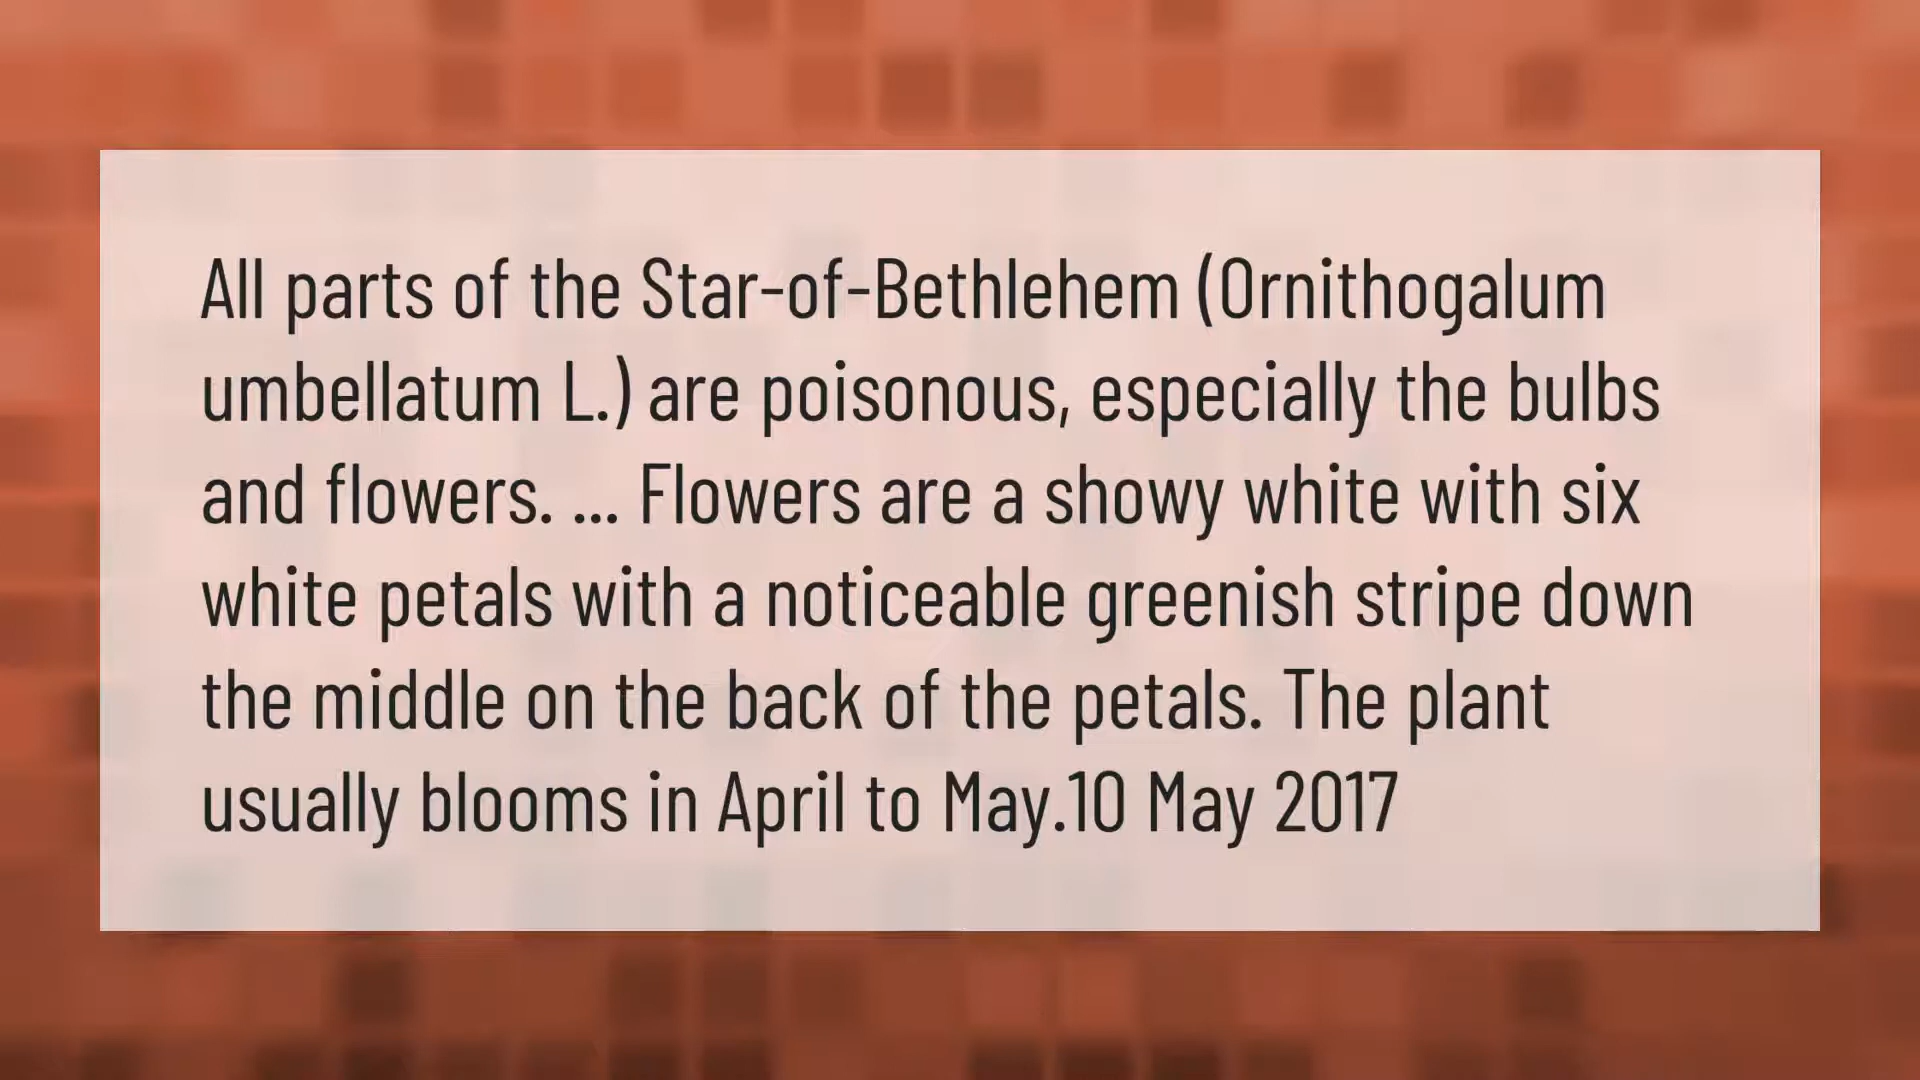 All parts of the Star-of-Bethlehem (Ornithogalum
umbellatum L.) are poisonous, especially the bulbs
and flowers. ... Flowers are a showy white with six
white petals with a noticeable greenish stripe down
the middle on the back of the petals. The plant
usually blooms in April to May.10 May 2017